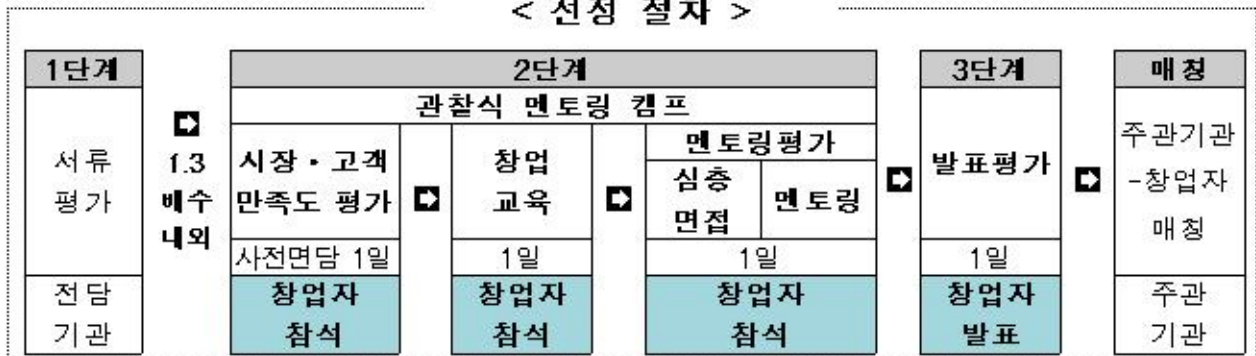 < 선정 절차 >
1단계
2단계
3단계
매칭
관찰식 멘토링 캠프
서류
평가
1.3
배수
내외
시장·고객
만족도 평가
창업
교육
멘토링평가
심층
면접
멘토링
발표평가
주관기관
-창업자
매칭
사전면담 1일
1일
1일
1일
전담
기관
창업자
참석
창업자
참석
창업자
참석
창업자
발표
주관
기관